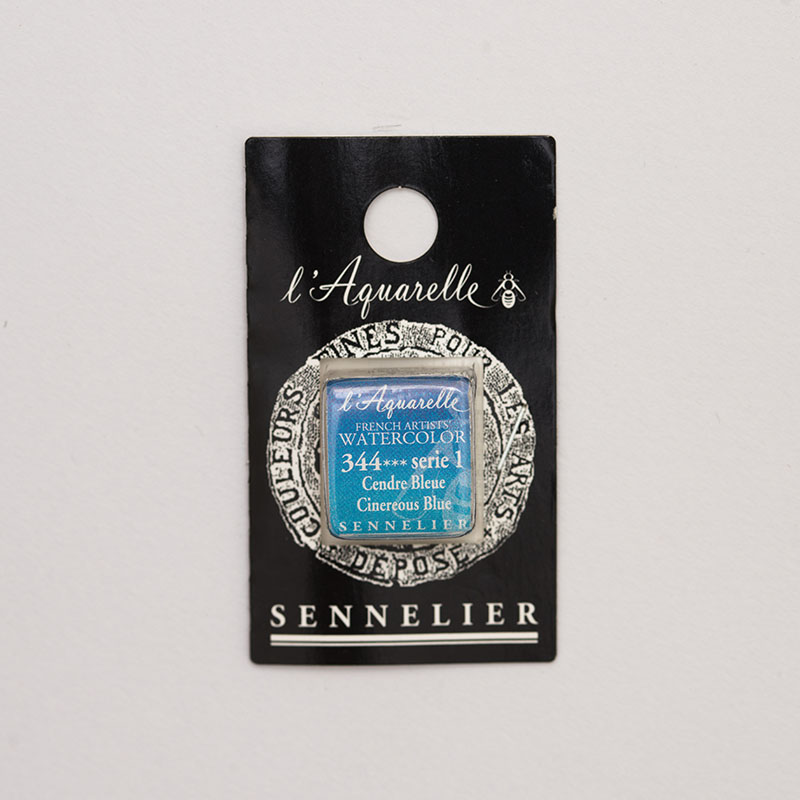 l'Aquarelle
COULEURS FINES POUR LES ARTS
DÉPOSÉ
l'Aquarelle
FRENCH ARTISTS'
WATERCOLOR
344*** serie 1
Cendre Bleue
Cinereous Blue
SENNELIER
SENNELIER